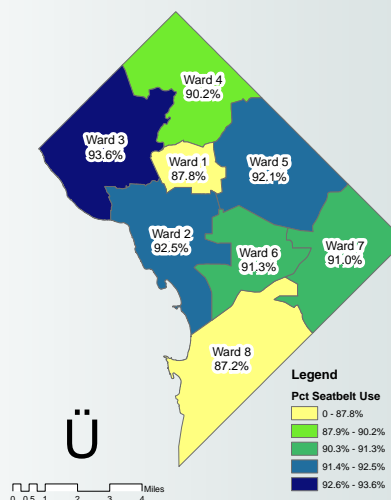 Ward 4
90.2%
Ward 3
93.6%
Ward 1
87.8%
Ward 5
92.1%
Ward 2
92.5%
Ward 6
91.3%
Ward 7
91.0%
Ward 8
87.2%
Legend
Pct Seatbelt Use
0 - 87.8%
87.9% - 90.2%
90.3% - 91.3%
91.4% - 92.5%
92.6% - 93.6%
Ü
Miles
0 0.5 1 2 3 4